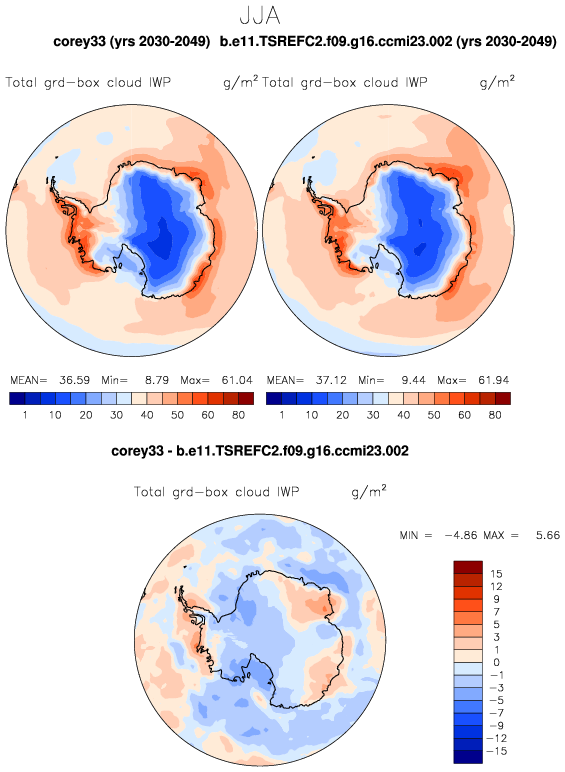 JJA
corey33 (yrs 2030-2049) b.e11.TSREFC2.f09.g16.ccmi23.002 (yrs 2030-2049)
Total grd-box cloud IWP g/m² Total grd-box cloud IWP g/m²
MEAN= 36.59 Min= 8.79 Max= 61.04 MEAN= 37.12 Min= 9.44 Max= 61.94
1 10 20 30 40 50 60 80 1 10 20 30 40 50 60 80
corey33 - b.e11.TSREFC2.f09.g16.ccmi23.002
Total grd-box cloud IWP g/m²
MIN = -4.86 MAX = 5.66
15
12
9
7
5
3
1
0
-1
-3
-5
-7
-9
-12
-15